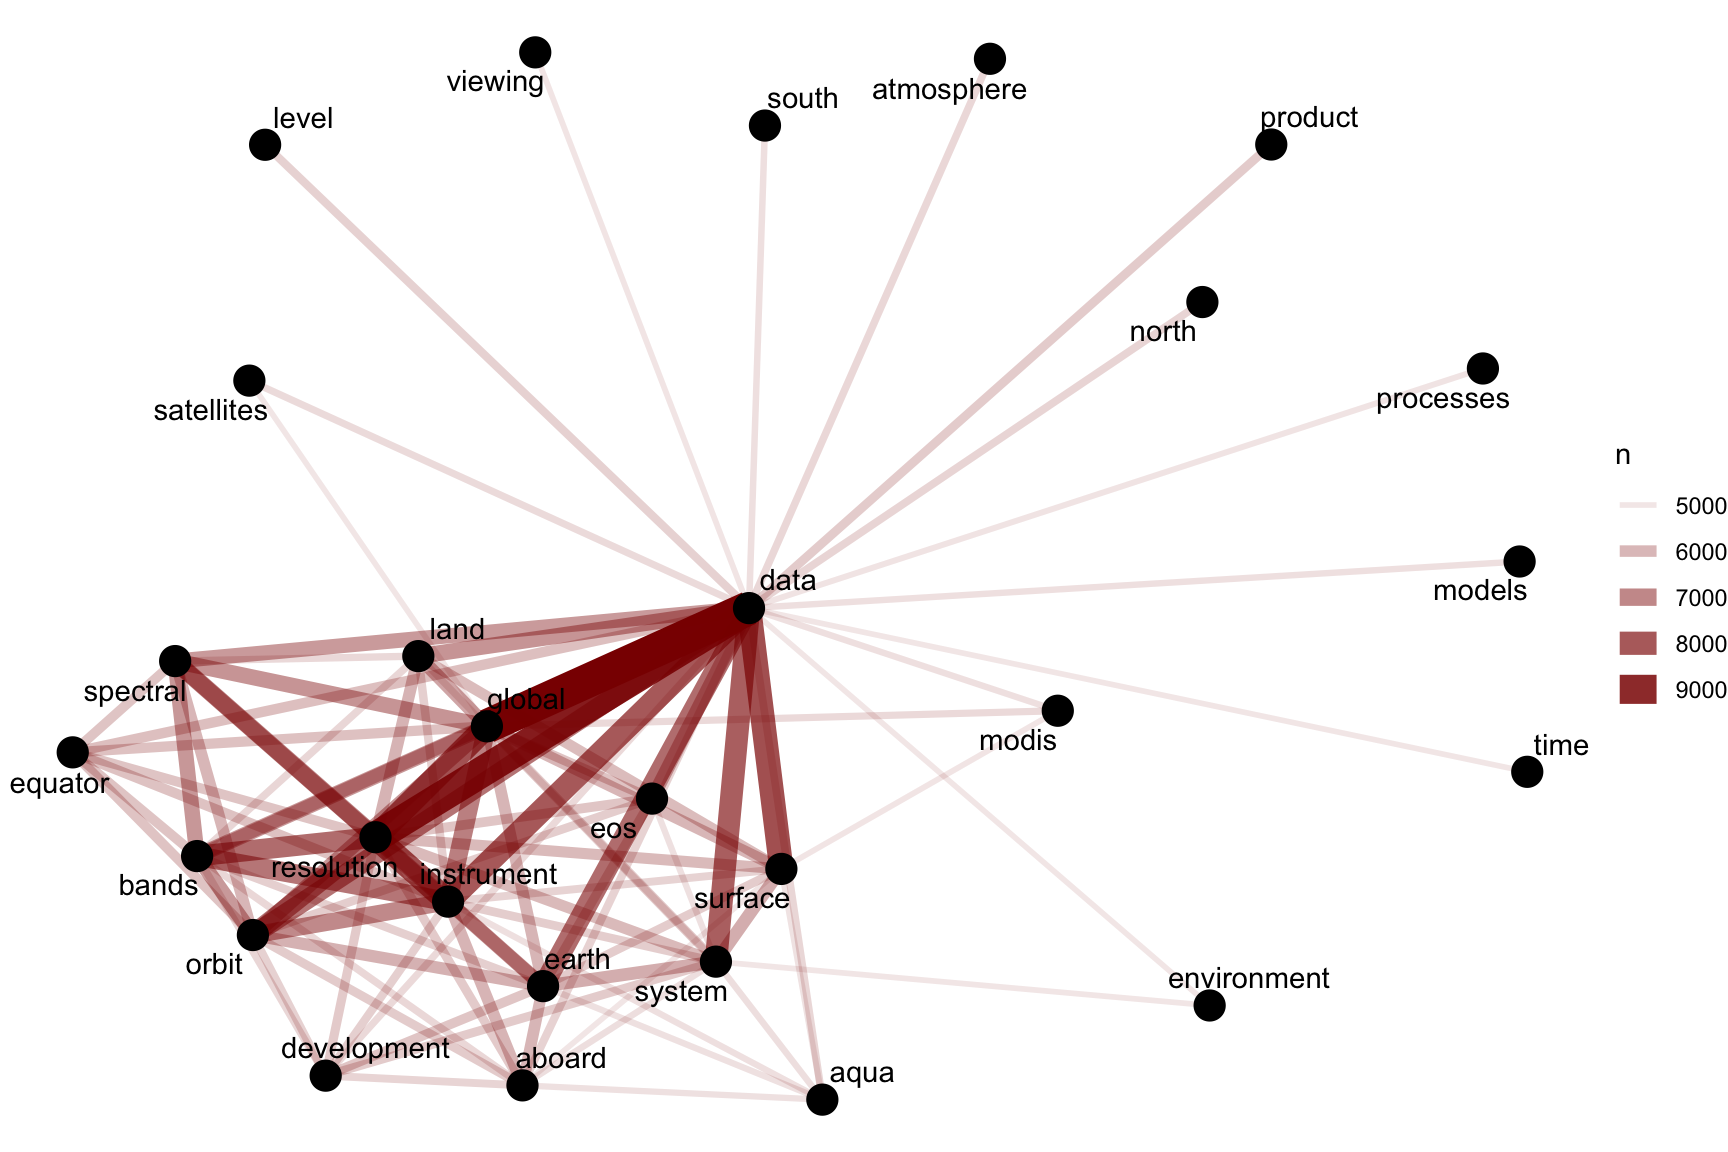 viewing
atmosphere
south
level
product
north
satellites
processes
n
5000
6000
7000
8000
9000
data
models
land
spectral
global
modis
time
equator
eos
resolution
instrument
bands
surface
orbit
earth
system
environment
development
aboard
aqua